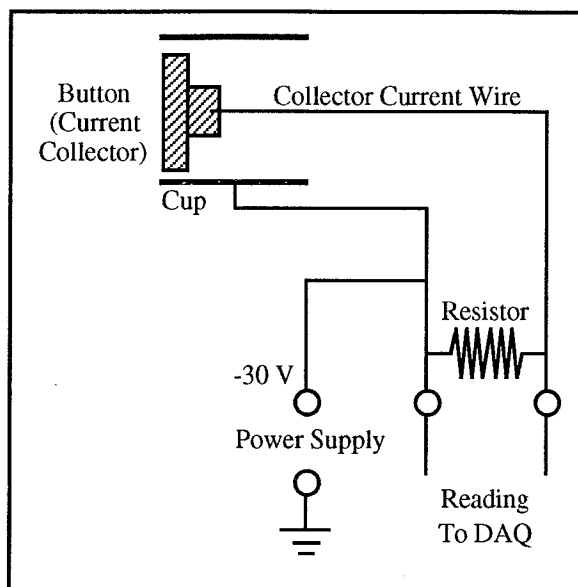 Button
(Current
Collector)
Collector Current Wire
Cup
Resistor
-30 V
Power Supply
Reading
To DAQ